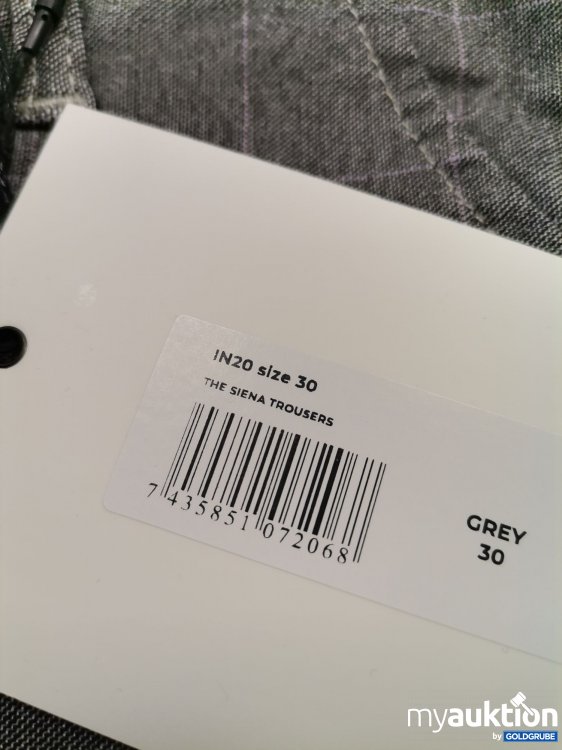 IN20 size 30
THE SIENA TROUSERS
7 435851 072068
GREY
30
myauktion
by GOLDGRUBE